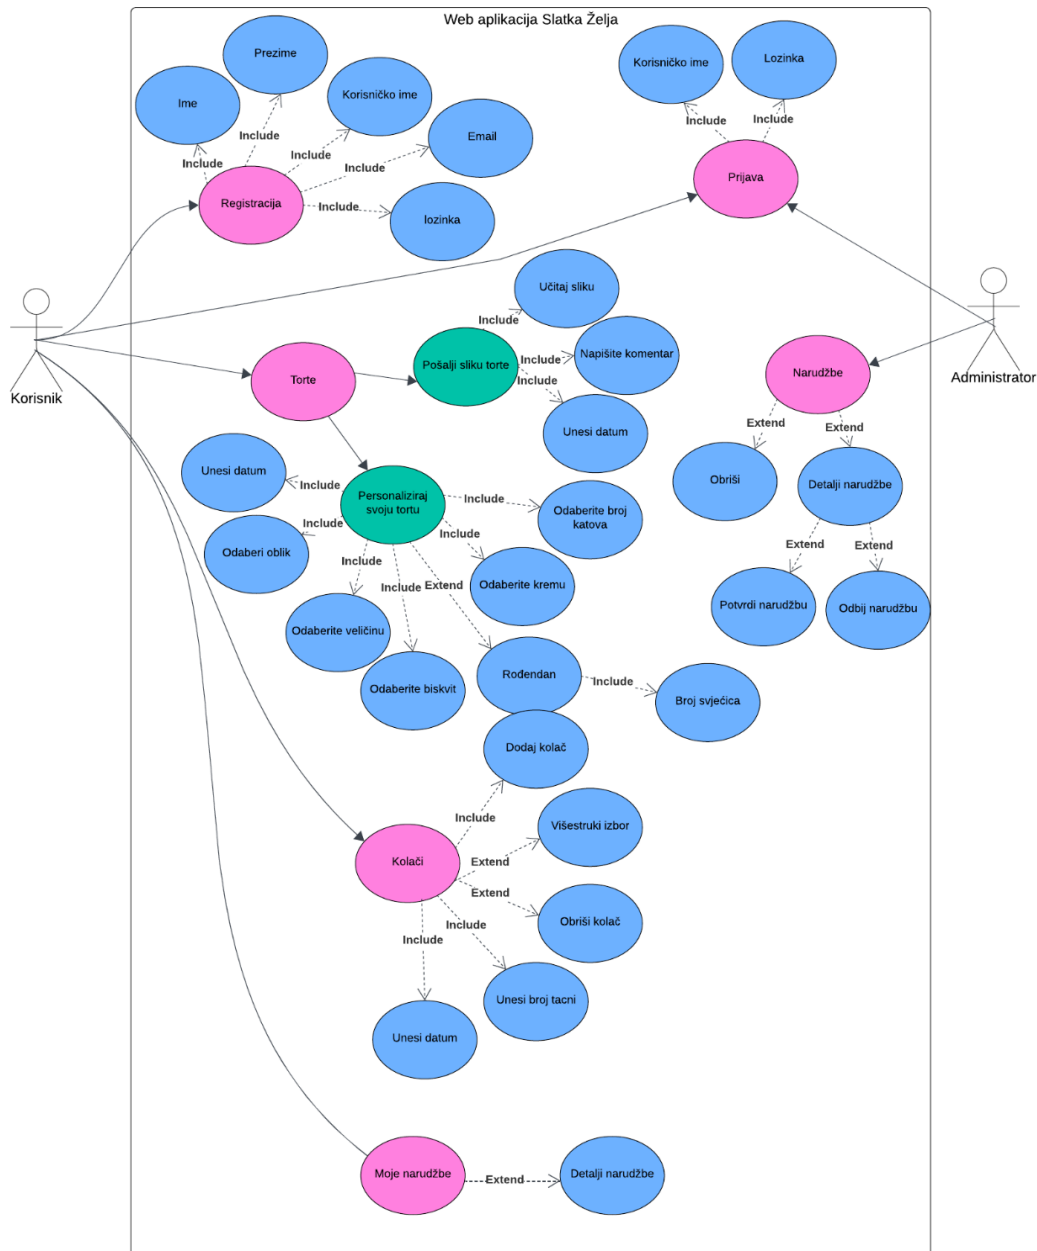 Web aplikacija Slatka Želja
Prezime
Ime
Korisničko ime
Email
lozinka
Include
Include
Include
Include
Include
Registracija
Korisničko ime
Lozinka
Include
Include
Prijava
Korisnik
Administrator
Torte
Pošalji sliku torte
Include
Include
Include
Učitaj sliku
Napišite komentar
Unesi datum
Narudžbe
Extend
Extend
Obriši
Detalji narudžbe
Extend
Extend
Potvrdi narudžbu
Odbij narudžbu
Personaliziraj
svoju tortu
Include
Include
Include
Include
Extend
Include
Include
Unesi datum
Odaberi oblik
Odaberite veličinu
Odaberite biskvit
Odaberite broj
katova
Odaberite kremu
Rođendan
Include
Broj svjećica
Kolači
Include
Extend
Extend
Include
Include
Dodaj kolač
Višestruki izbor
Obriši kolač
Unesi broj tacni
Unesi datum
Moje narudžbe
Extend
Detalji narudžbe